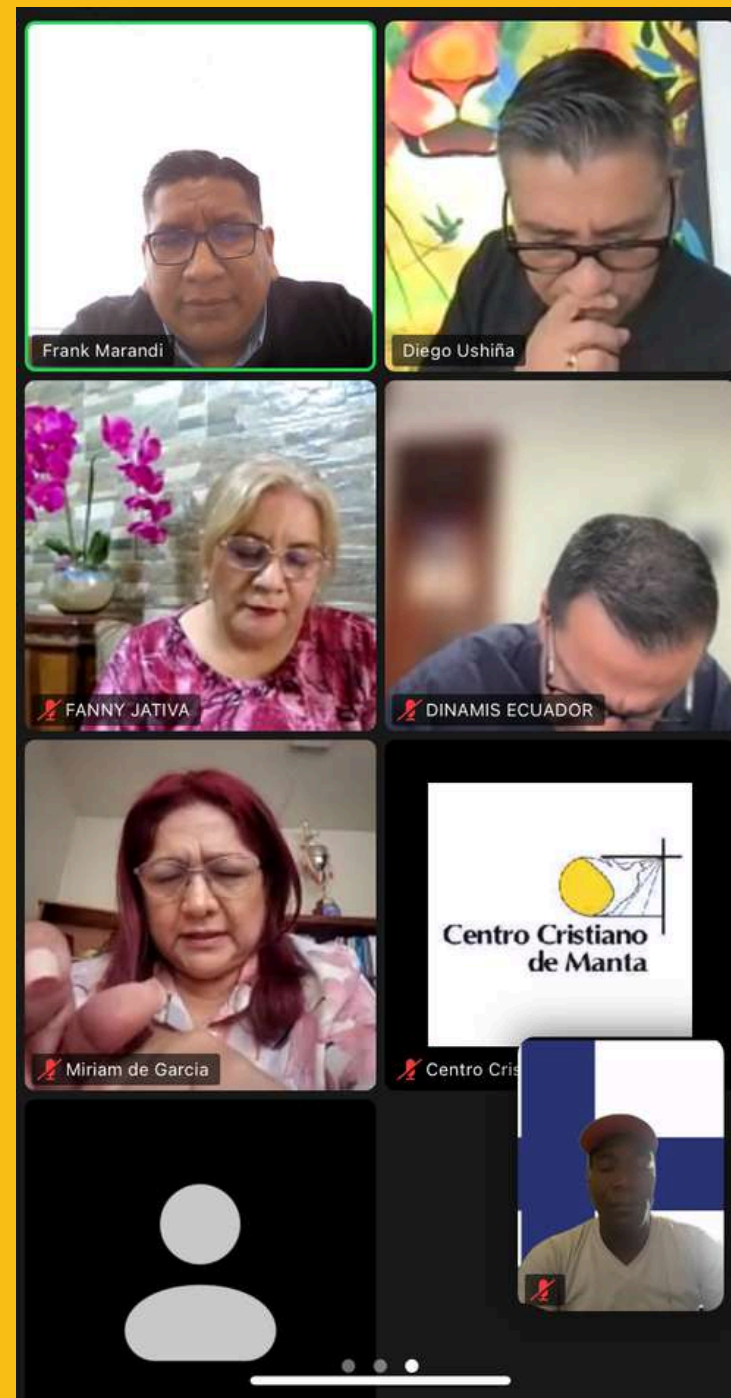 Frank Marandi
Diego Ushiña
FANNY JATIVA
DINAMIS ECUADOR
Miriam de Garcia
Centro Cristiano
de Manta
Centro Cris